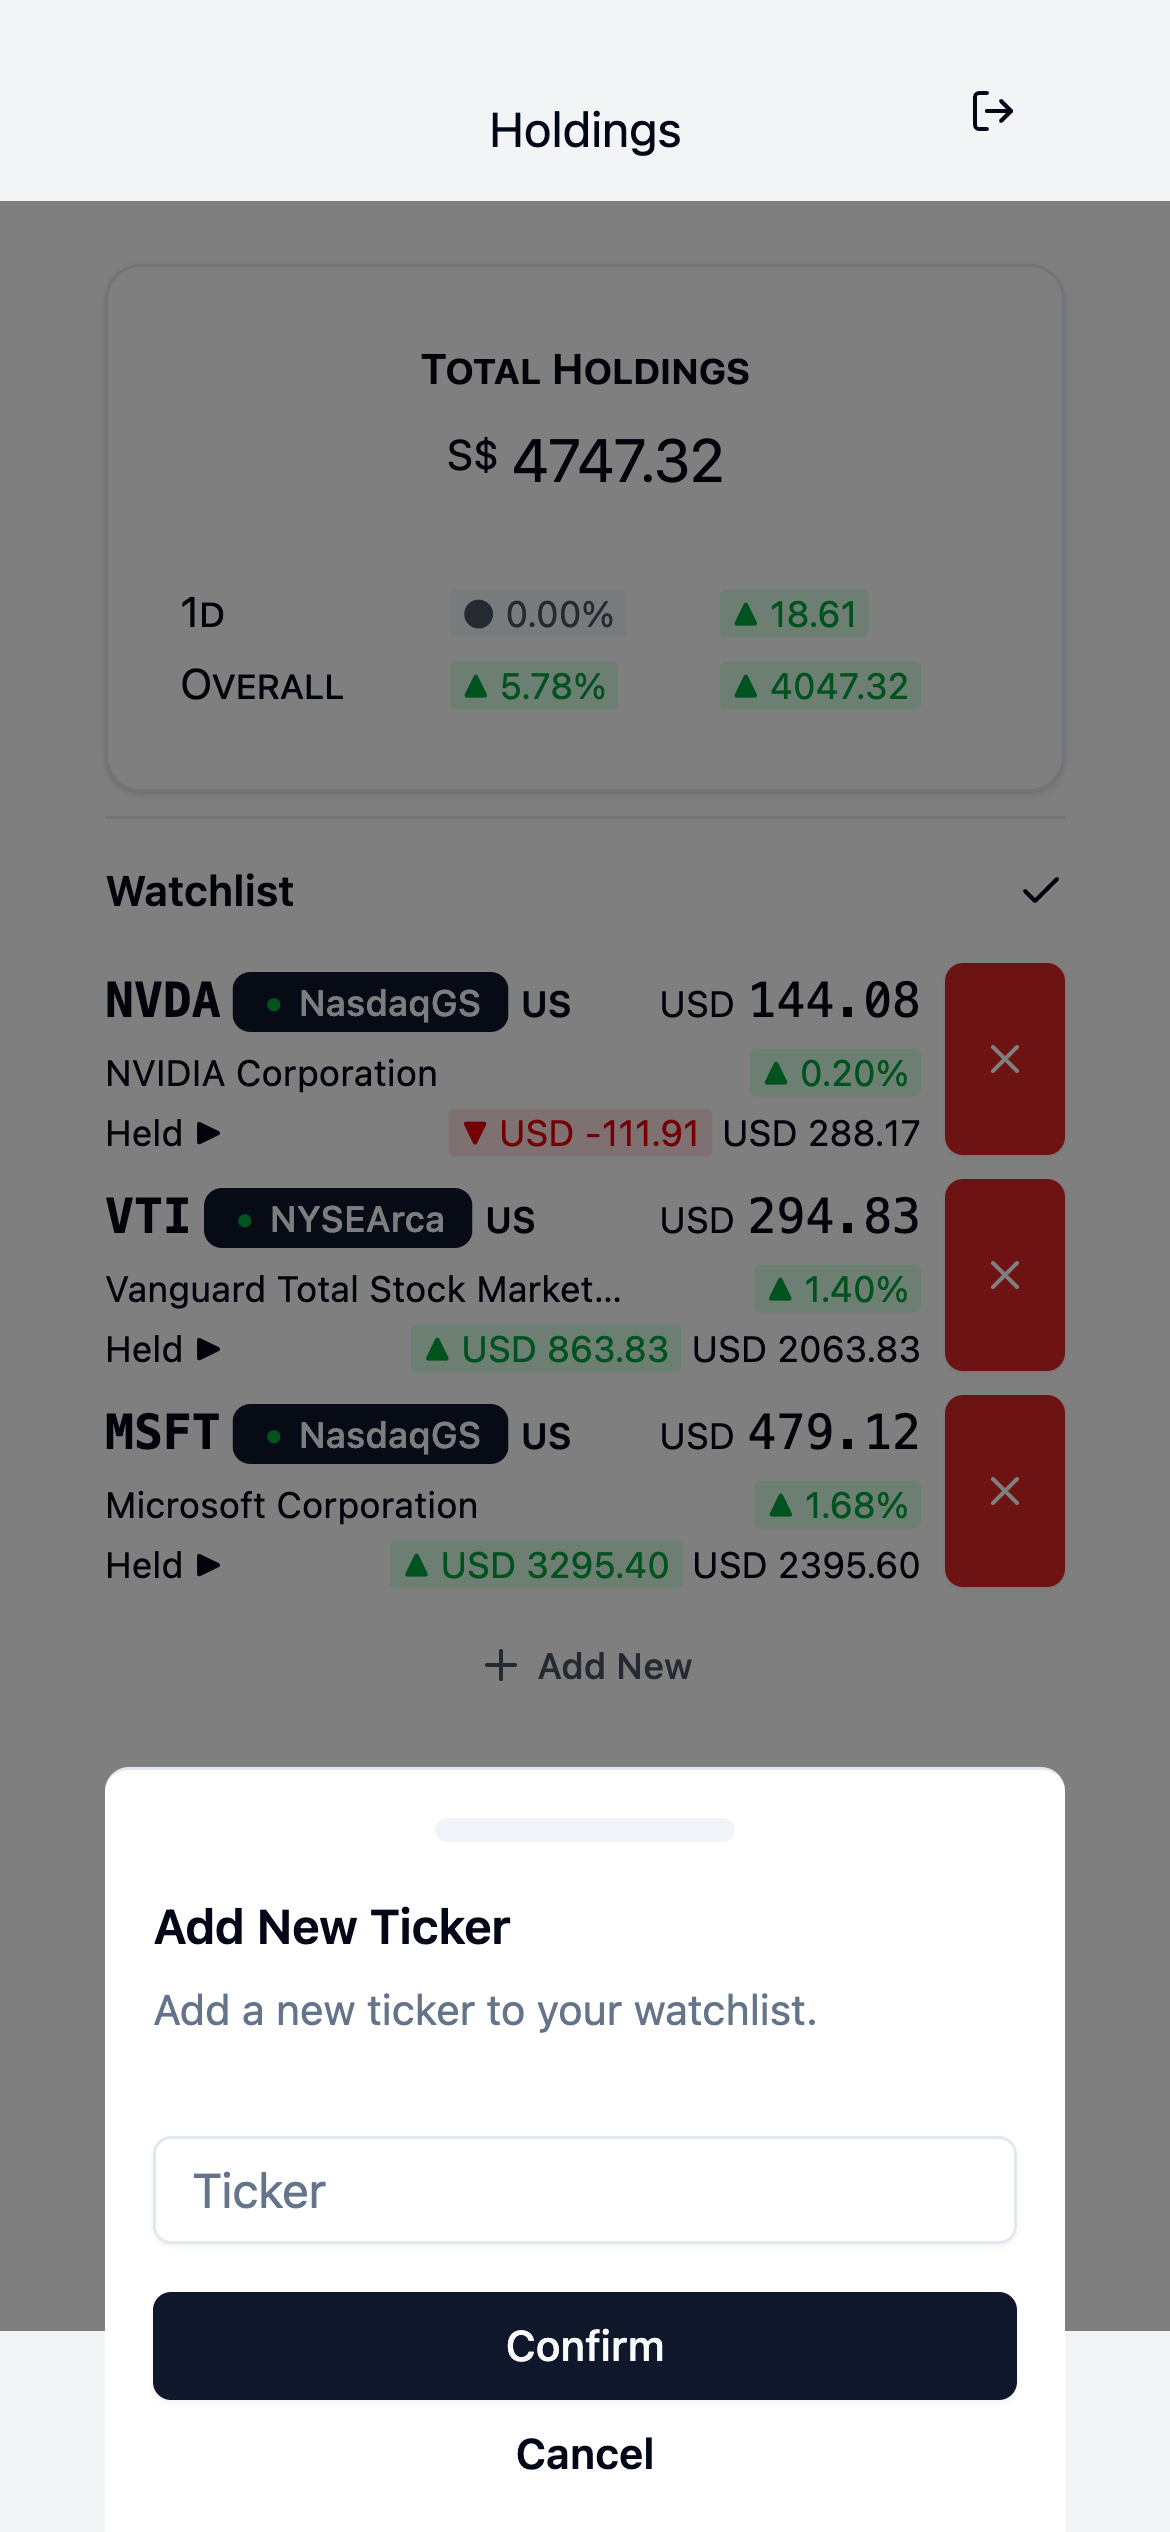 Holdings
TOTAL HOLDINGS
S$ 4747.32
1D 0.00% 18.61
OVERALL 5.78% 4047.32
Watchlist
NVDA NasdaqGS US USD 144.08
NVIDIA Corporation 0.20%
Held USD -111.91 USD 288.17
VTI NYSEArca US USD 294.83
Vanguard Total Stock Market... 1.40%
Held USD 863.83 USD 2063.83
MSFT NasdaqGS US USD 479.12
Microsoft Corporation 1.68%
Held USD 3295.40 USD 2395.60
Add New
Add New Ticker
Add a new ticker to your watchlist.
Ticker
Confirm
Cancel